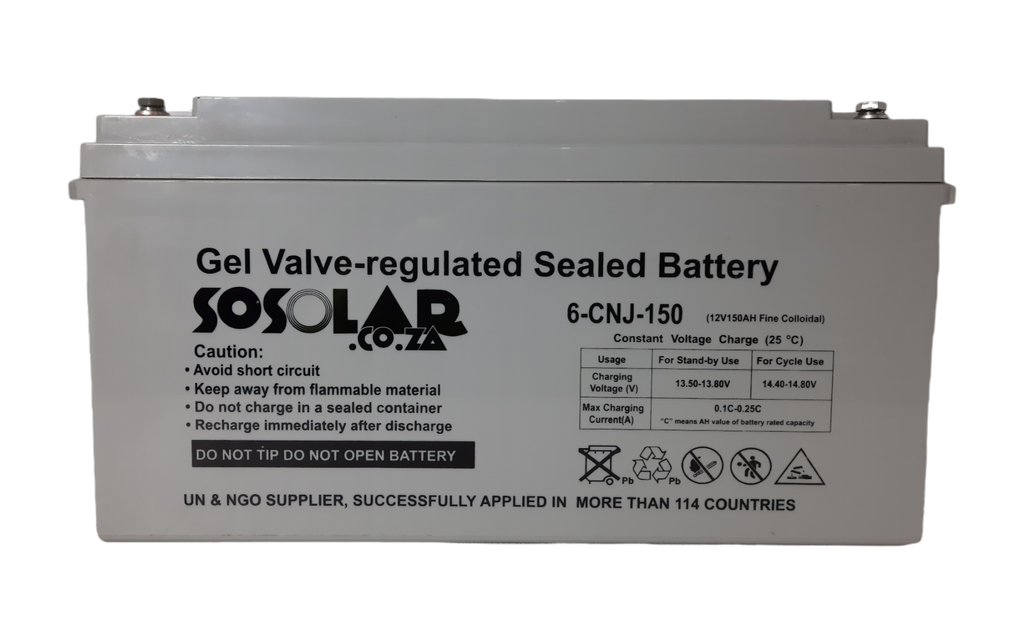 Gel Valve-regulated Sealed Battery
SOSOLAR
.CO.ZA
6-CNJ-150 (12V150AH Fine Colloidal)
Constant Voltage Charge (25 °C)
Usage For Stand-by Use For Cycle Use
Charging Voltage (V) 13.50-13.80V 14.40-14.80V
Max Charging Current(A) 0.1C-0.25C
"C" means AH value of battery rated capacity
Caution:
• Avoid short circuit
• Keep away from flammable material
• Do not charge in a sealed container
• Recharge immediately after discharge
DO NOT TIP DO NOT OPEN BATTERY
Pb Pb
UN & NGO SUPPLIER, SUCCESSFULLY APPLIED IN MORE THAN 114 COUNTRIES